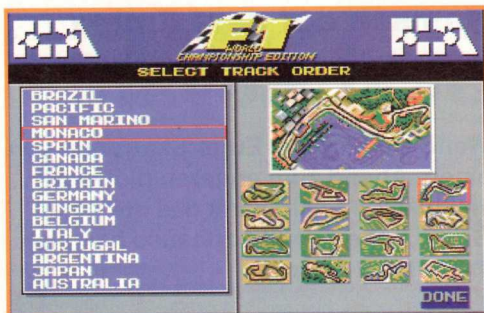 FIA
F1
FIA
WORLD
CHAMPIONSHIP EDITION
SELECT TRACK ORDER
BRAZIL
PACIFIC
SAN MARINO
MONACO
SPAIN
CANADA
FRANCE
BRITAIN
GERMANY
HUNGARY
BELGIUM
ITALY
PORTUGAL
ARGENTINA
JAPAN
AUSTRALIA
DONE